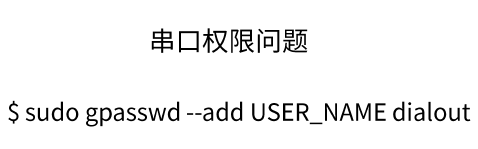 串口权限问题
$ sudo gpasswd --add USER_NAME dialout